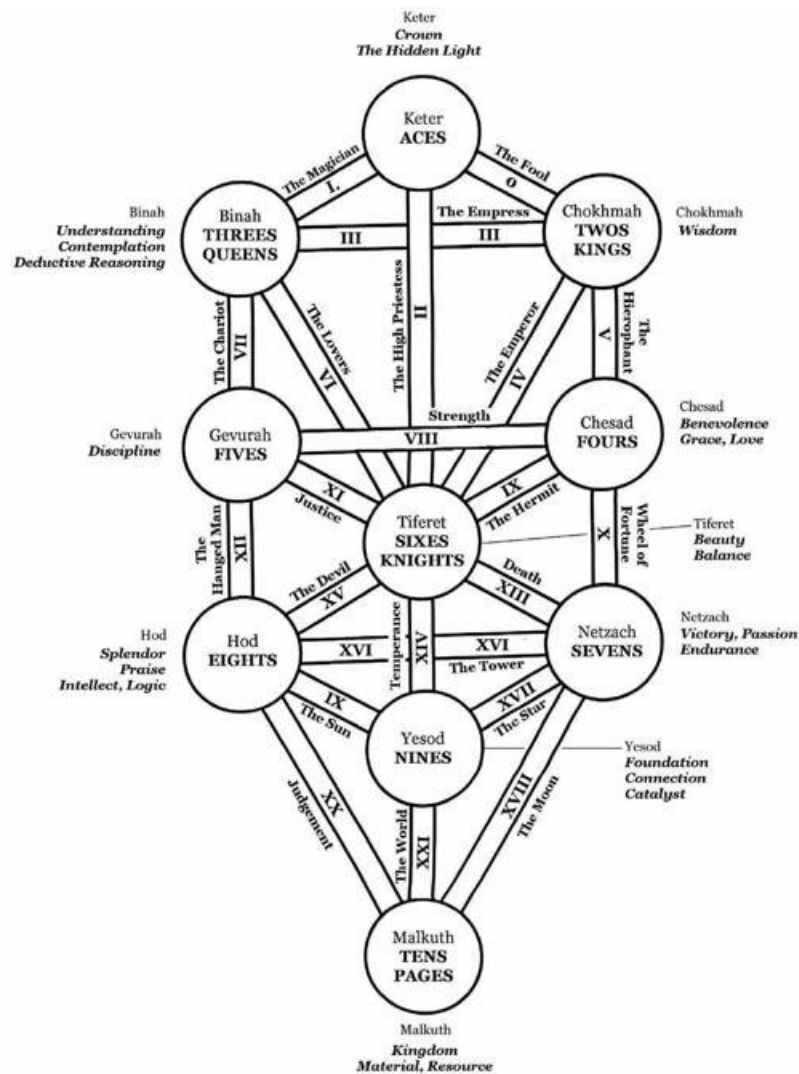 Keter
Crown
The Hidden Light
Keter
ACES
The Magician
I.
The Fool
0
Binah
Understanding
Contemplation
Deductive Reasoning
Binah
THREES
QUEENS
The Empress
III
III
Chokhmah
TWOS
KINGS
Chokhmah
Wisdom
The Chariot
VII
The Lovers
VI
The High Priestess
II
The Emperor
IV
V
The
Hierophant
Gevurah
Discipline
Gevurah
FIVES
Strength
VIII
Chesad
FOURS
Chesad
Benevolence
Grace, Love
XI
Justice
IX
The Hermit
The
Hanged Man
XII
Tiferet
SIXES
KNIGHTS
X
Wheel of
Fortune
Tiferet
Beauty
Balance
The Devil
XV
Temperance
XIV
Death
XIII
Hod
Splendor
Praise
Intellect, Logic
Hod
EIGHTS
XVI
XVI
The Tower
Netzach
SEVENS
Netzach
Victory, Passion
Endurance
IX
The Sun
XVII
The Star
Yesod
NINES
Yesod
Foundation
Connection
Catalyst
XX
Judgement
The World
XXI
XVIII
The Moon
Malkuth
TENS
PAGES
Malkuth
Kingdom
Material, Resource